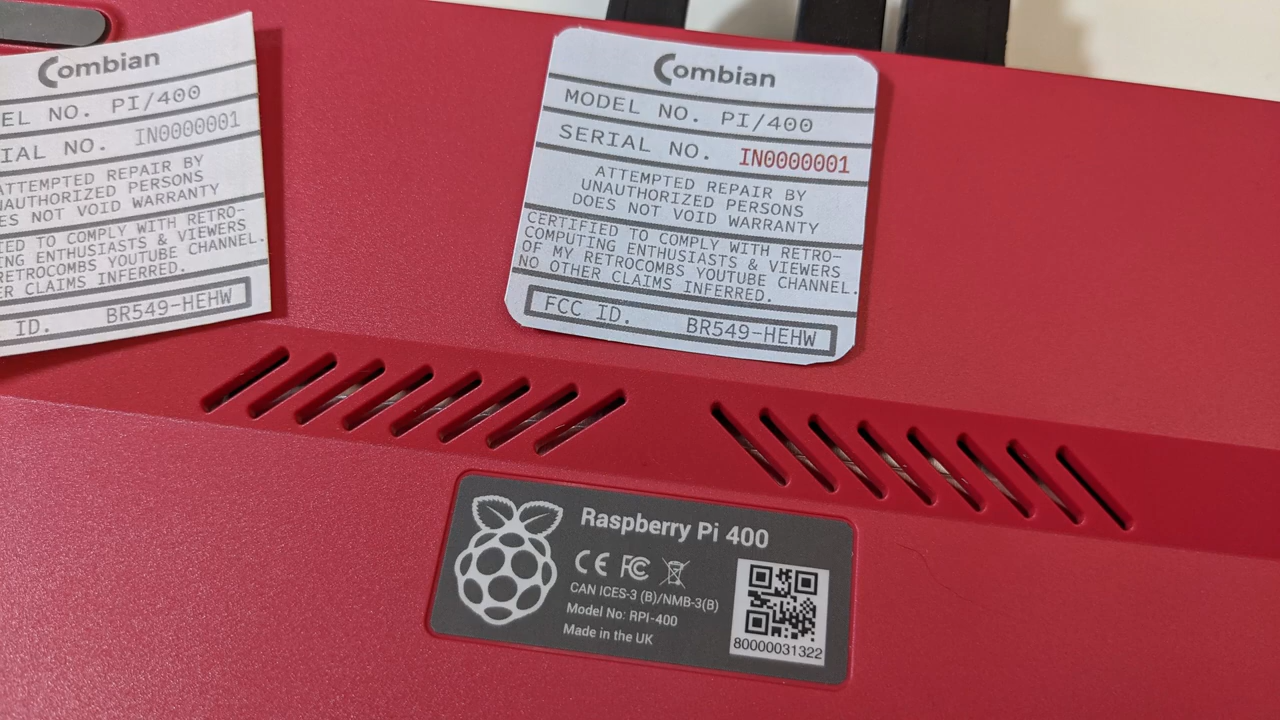 Combian
EL NO. PI/400
IAL NO. IN0000001
ATTEMPTED REPAIR BY
UNAUTHORIZED PERSONS
ES NOT VOID WARRANTY
IED TO COMPLY WITH RETRO-
ING ENTHUSIASTS & VIEWERS
RETROCOMBS YOUTUBE CHANNEL.
ER CLAIMS INFERRED.
ID. BR549-HEHW
Combian
MODEL NO. PI/400
SERIAL NO. IN0000001
ATTEMPTED REPAIR BY
UNAUTHORIZED PERSONS
DOES NOT VOID WARRANTY
CERTIFIED TO COMPLY WITH RETRO-
COMPUTING ENTHUSIASTS & VIEWERS
OF MY RETROCOMBS YOUTUBE CHANNEL.
NO OTHER CLAIMS INFERRED.
FCC ID. BR549-HEHW
Raspberry Pi 400
CE FC
CAN ICES-3 (B)/NMB-3(B)
Model No: RPI-400
Made in the UK
80000031322